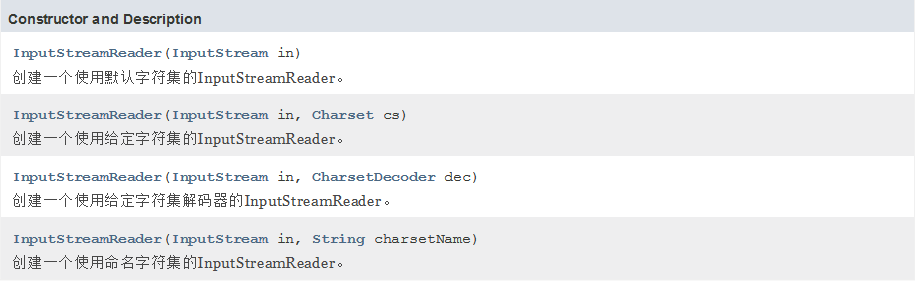 Constructor and Description
InputStreamReader(InputStream in)
创建一个使用默认字符集的InputStreamReader。
InputStreamReader(InputStream in, Charset cs)
创建一个使用给定字符集的InputStreamReader。
InputStreamReader(InputStream in, CharsetDecoder dec)
创建一个使用给定字符集解码器的InputStreamReader。
InputStreamReader(InputStream in, String charsetName)
创建一个使用命名字符集的InputStreamReader。